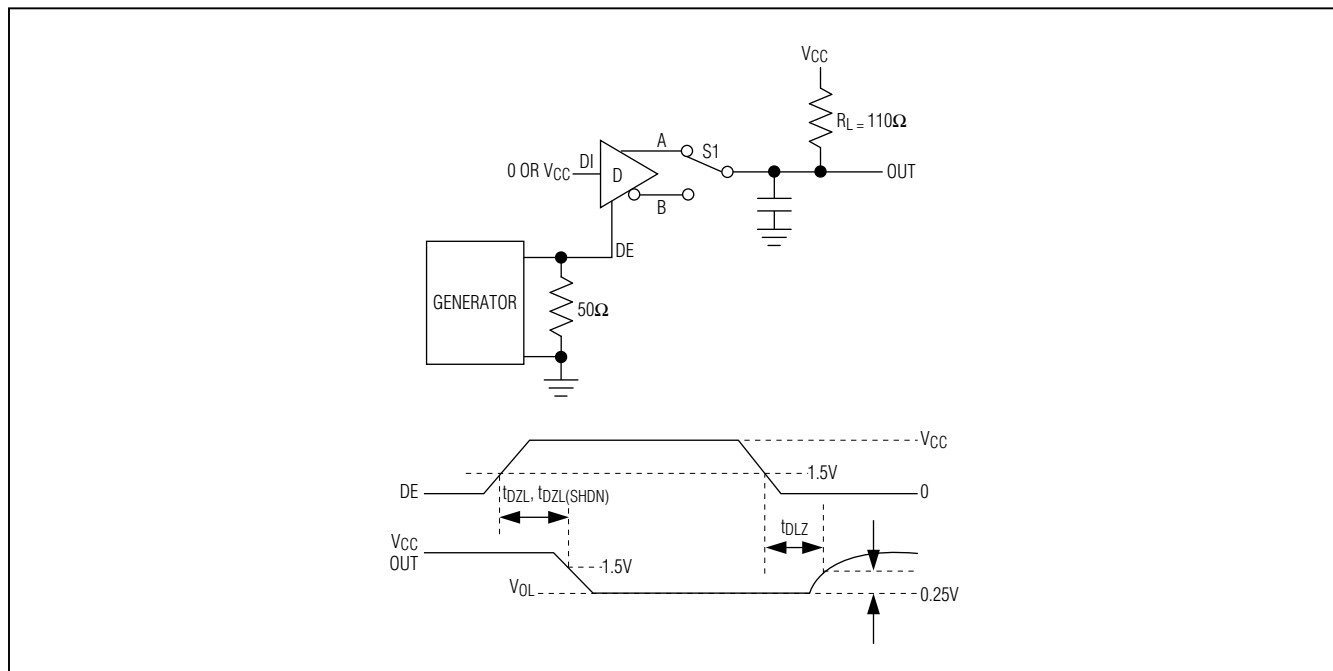 VCC
RL = 110Ω
A
S1
DI
0 OR VCC
D
OUT
B
DE
GENERATOR
50Ω
VCC
1.5V
DE
0
tDZL, tDZL(SHDN)
tDLZ
VCC
OUT
1.5V
VOL
0.25V